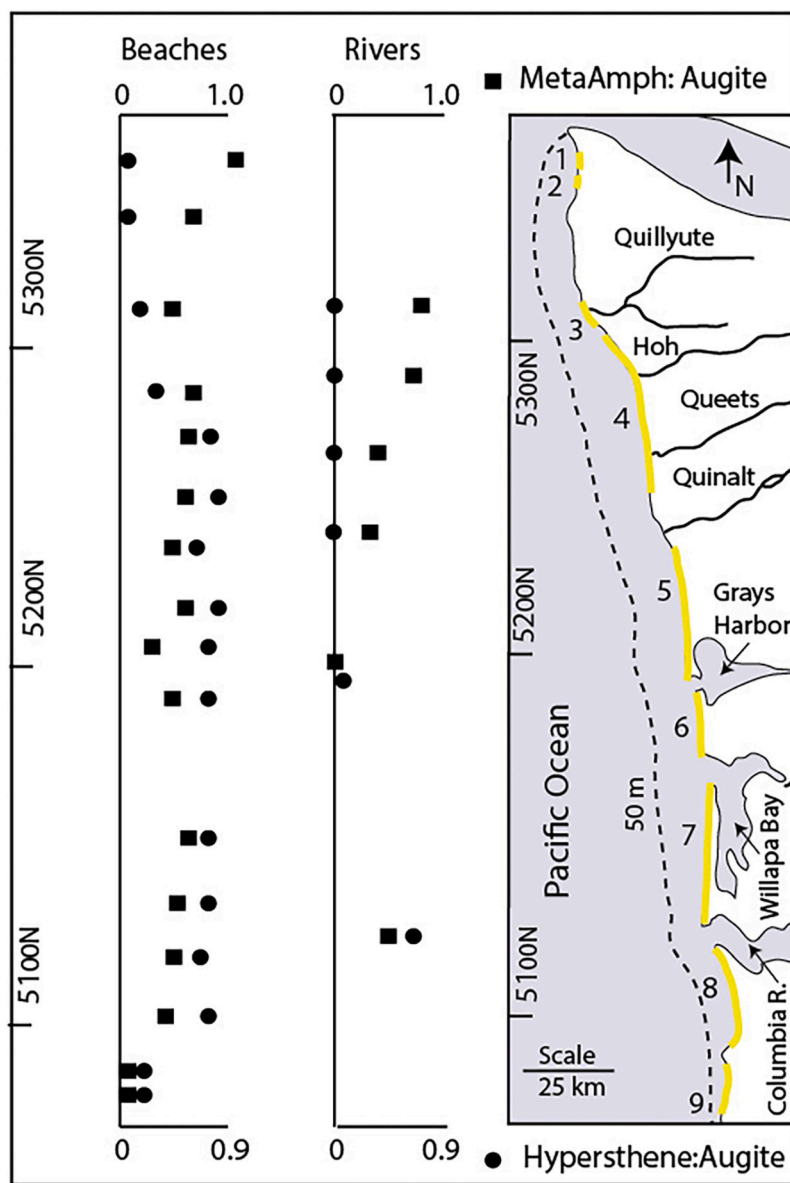 Beaches
Rivers
0 1.0
0 1.0
■ MetaAmph: Augite
1
2
N
Quillyute
5300N
3
Hoh
5300N
4
Queets
Quinalt
5200N
5200N
5
Grays
Harbor
6
Pacific Ocean
50 m
7
Willapa Bay
5100N
5100N
8
Columbia R.
Scale
25 km
9
0 0.9
0 0.9
● Hypersthene:Augite